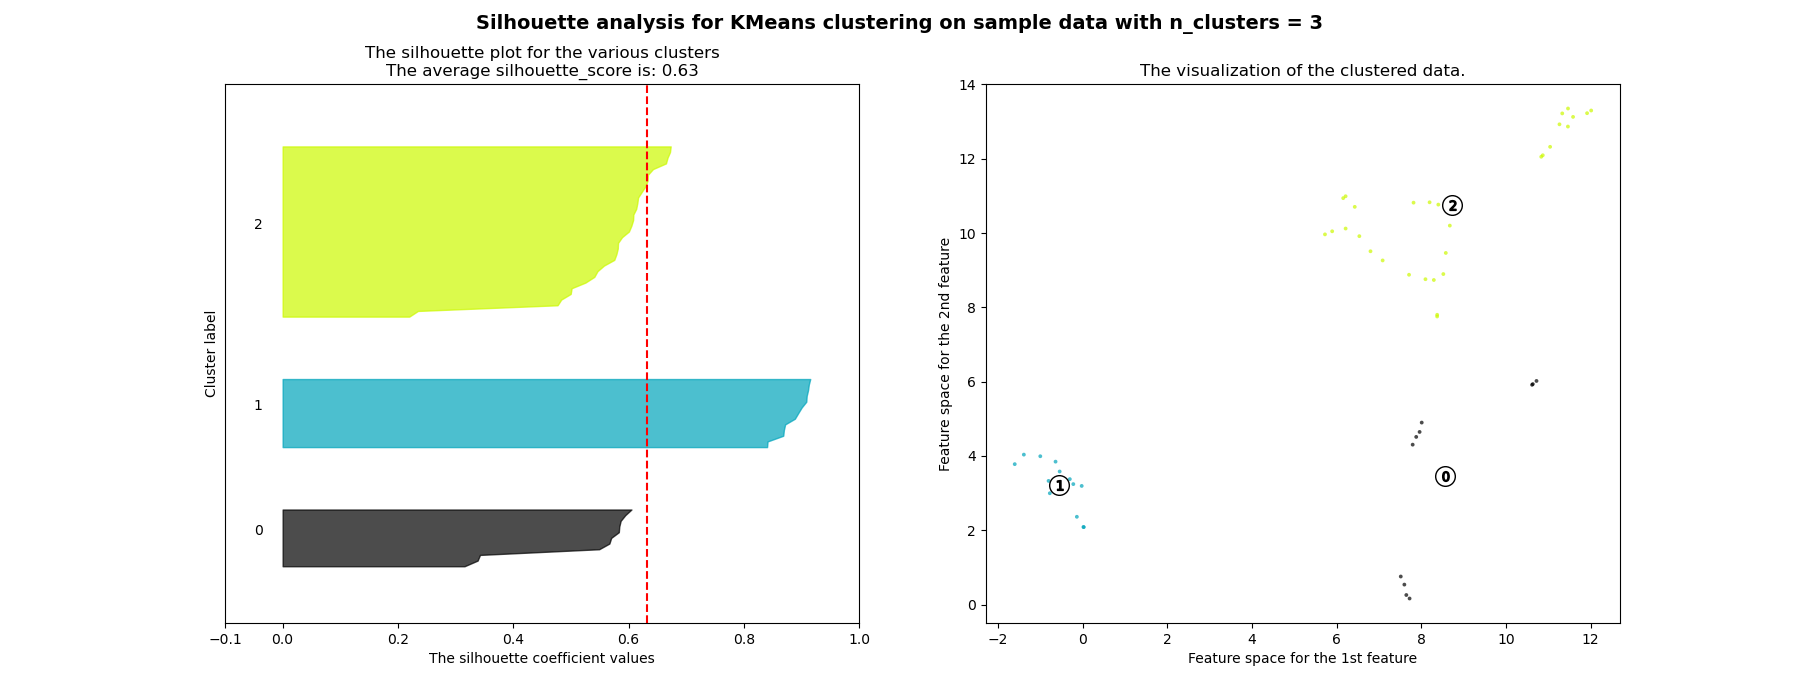 Silhouette analysis for KMeans clustering on sample data with n_clusters = 3
The silhouette plot for the various clusters
The average silhouette_score is: 0.63
2
1
0
Cluster label
−0.1 0.0 0.2 0.4 0.6 0.8 1.0
The silhouette coefficient values
The visualization of the clustered data.
14
12
10
8
6
4
2
0
Feature space for the 2nd feature
2
1
0
−2 0 2 4 6 8 10 12
Feature space for the 1st feature